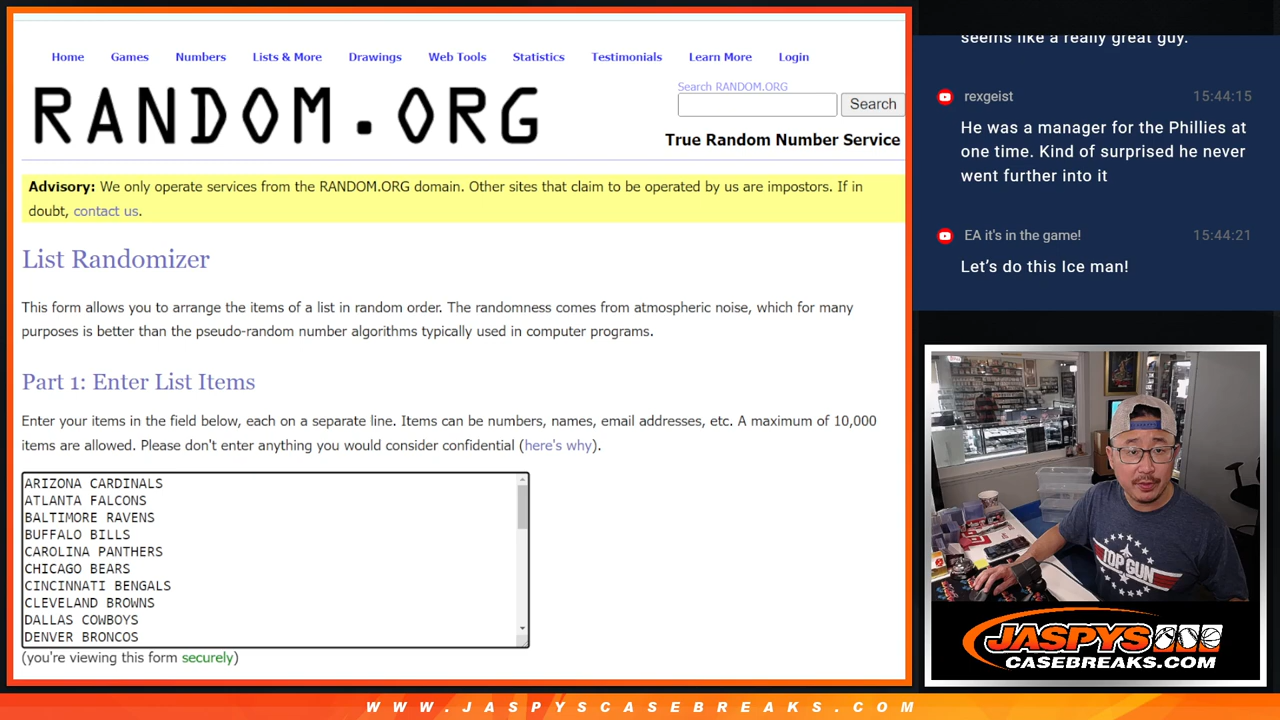 Home Games Numbers Lists & More Drawings Web Tools Statistics Testimonials Learn More Login
RANDOM.ORG
Search RANDOM.ORG
Search
True Random Number Service
Advisory: We only operate services from the RANDOM.ORG domain. Other sites that claim to be operated by us are impostors. If in
doubt, contact us.
List Randomizer
This form allows you to arrange the items of a list in random order. The randomness comes from atmospheric noise, which for many
purposes is better than the pseudo-random number algorithms typically used in computer programs.
Part 1: Enter List Items
Enter your items in the field below, each on a separate line. Items can be numbers, names, email addresses, etc. A maximum of 10,000
items are allowed. Please don't enter anything you would consider confidential (here's why).
ARIZONA CARDINALS
ATLANTA FALCONS
BALTIMORE RAVENS
BUFFALO BILLS
CAROLINA PANTHERS
CHICAGO BEARS
CINCINNATI BENGALS
CLEVELAND BROWNS
DALLAS COWBOYS
DENVER BRONCOS
(you're viewing this form securely)
seems like a really great guy.
rexgeist 15:44:15
He was a manager for the Phillies at
one time. Kind of surprised he never
went further into it
EA it's in the game! 15:44:21
Let's do this Ice man!
TOP GUN
JASPYS
CASEBREAKS.COM
WWW.JASPYSCASEBREAKS.COM